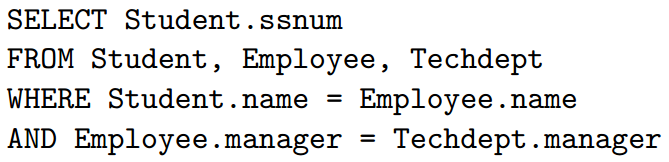 SELECT Student.ssnum
FROM Student, Employee, Techdept
WHERE Student.name = Employee.name
AND Employee.manager = Techdept.manager